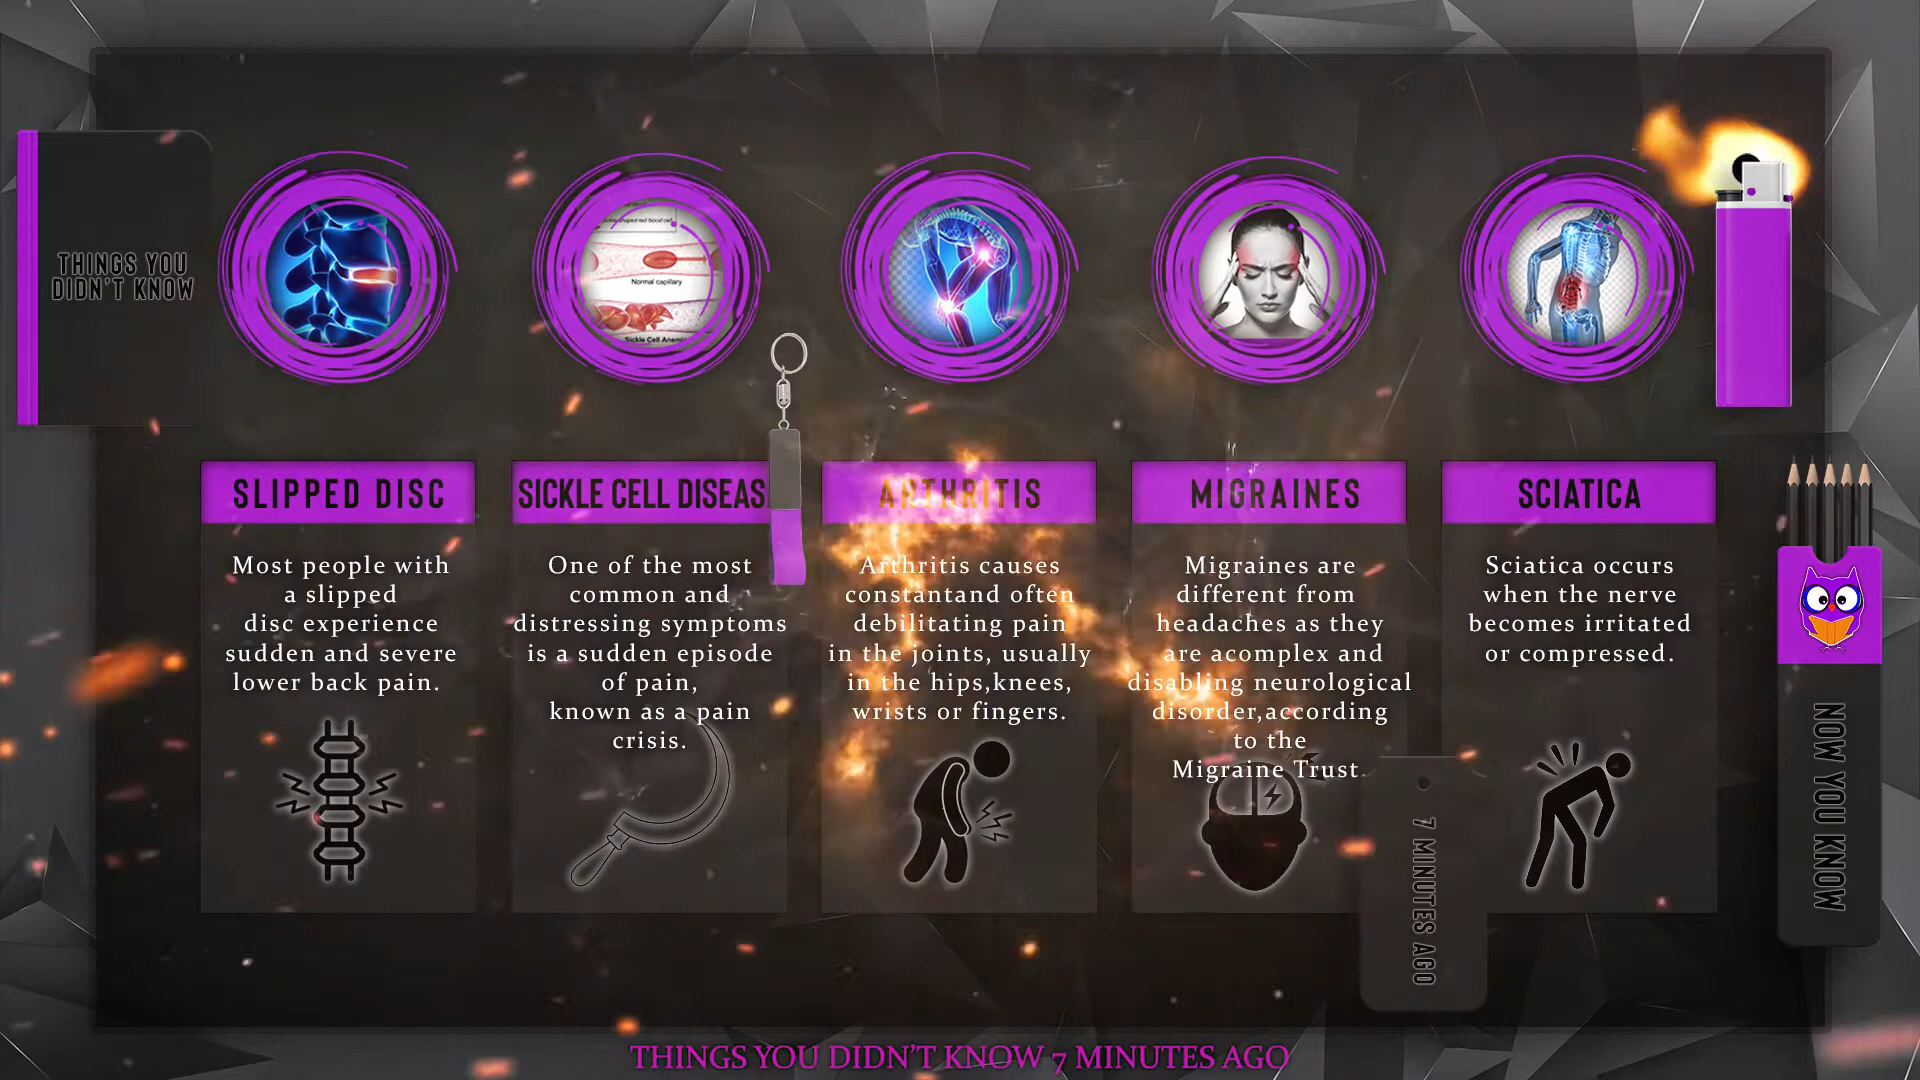 THINGS YOU
DIDN'T KNOW
Normal capillary
Sickle Cell Anemi
SLIPPED DISC
Most people with
a slipped
disc experience
sudden and severe
lower back pain.
SICKLE CELL DISEAS
One of the most
common and
distressing symptoms
is a sudden episode
of pain,
known as a pain
crisis.
ARTHRITIS
Arthritis causes
constantand often
debilitating pain
in the joints, usually
in the hips,knees,
wrists or fingers.
MIGRAINES
Migraines are
different from
headaches as they
are acomplex and
disabling neurological
disorder,according
to the
Migraine Trust.
SCIATICA
Sciatica occurs
when the nerve
becomes irritated
or compressed.
7 MINUTES AGO
NOW YOU KNOW
THINGS YOU DIDN'T KNOW 7 MINUTES AGO